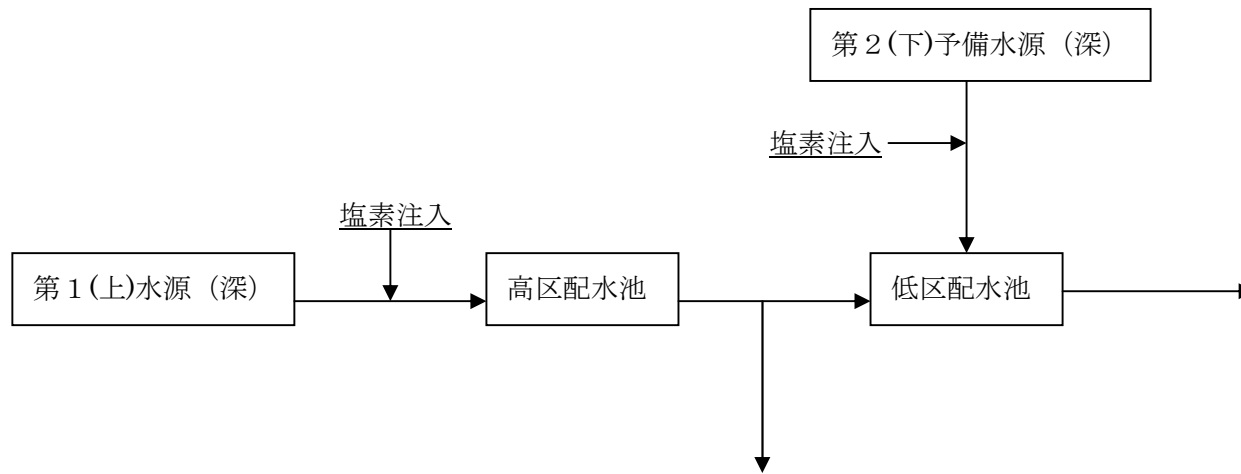 第２(下)予備水源（深）
塩素注入
塩素注入
第１(上)水源（深）
高区配水池
低区配水池